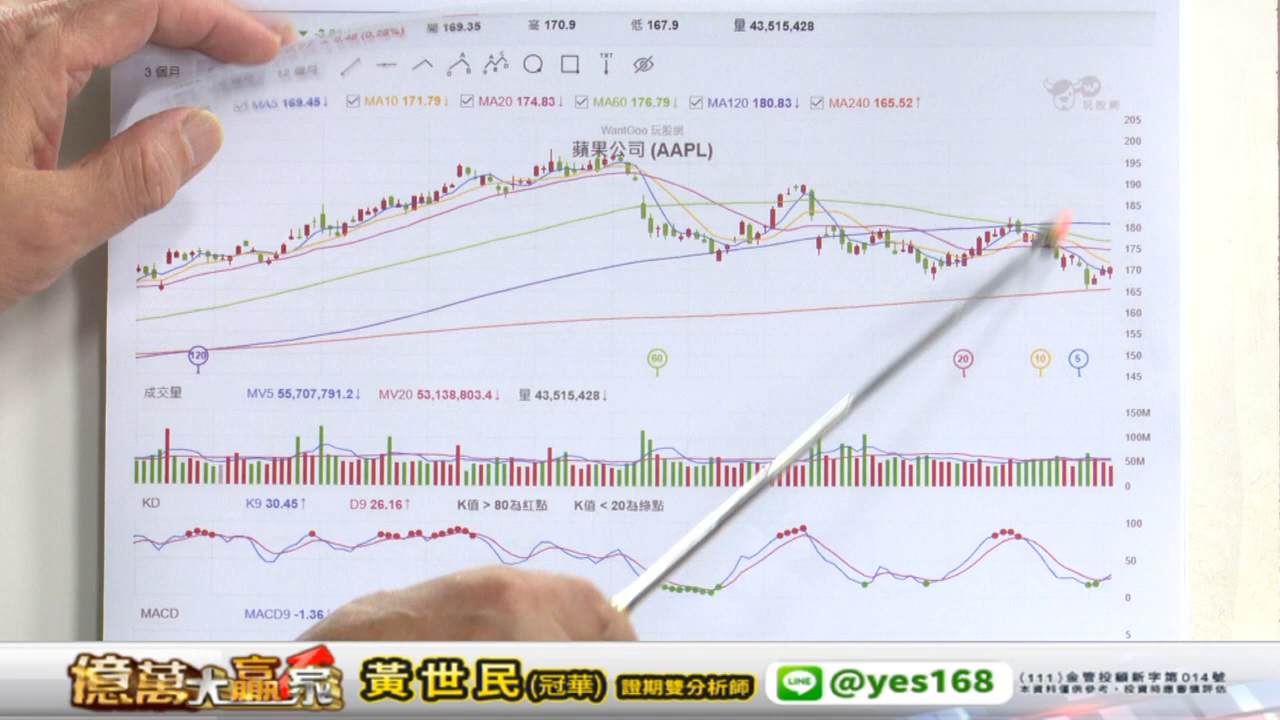 開 169.35 高 170.9 低 167.9 量 43,515,428
3 個月
MA5 169.45↓ MA10 171.79↓ MA20 174.83↓ MA60 176.79↓ MA120 180.83↓ MA240 165.52↑
玩股網
WantGoo 玩股網
蘋果公司 (AAPL)
205
200
195
190
185
180
175
170
165
160
155
150
145
120 60 20 10 5
成交量 MV5 55,707,791.2↓ MV20 53,138,803.4↓ 量 43,515,428↓
150M
100M
50M
0
KD K9 30.45↑ D9 26.16↑ K值 > 80為紅點 K值 < 20為綠點
100
50
0
MACD MACD9 -1.36
5
億萬大贏家 黃世民(冠華) 證期雙分析師 LINE @yes168
(111)金管投顧新字第014號
本資料僅供參考，投資時應審慎評估